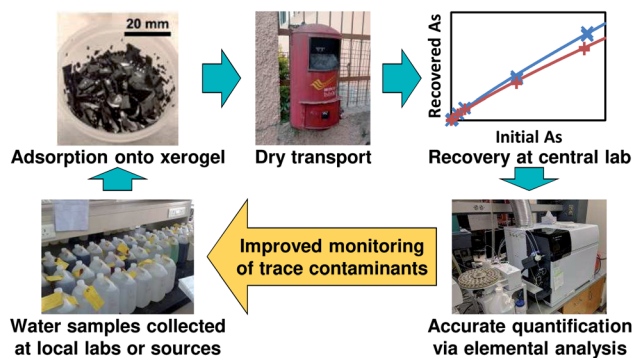 20 mm
Recovered As
Initial As
Adsorption onto xerogel
Dry transport
Recovery at central lab
Improved monitoring
of trace contaminants
Water samples collected
at local labs or sources
Accurate quantification
via elemental analysis